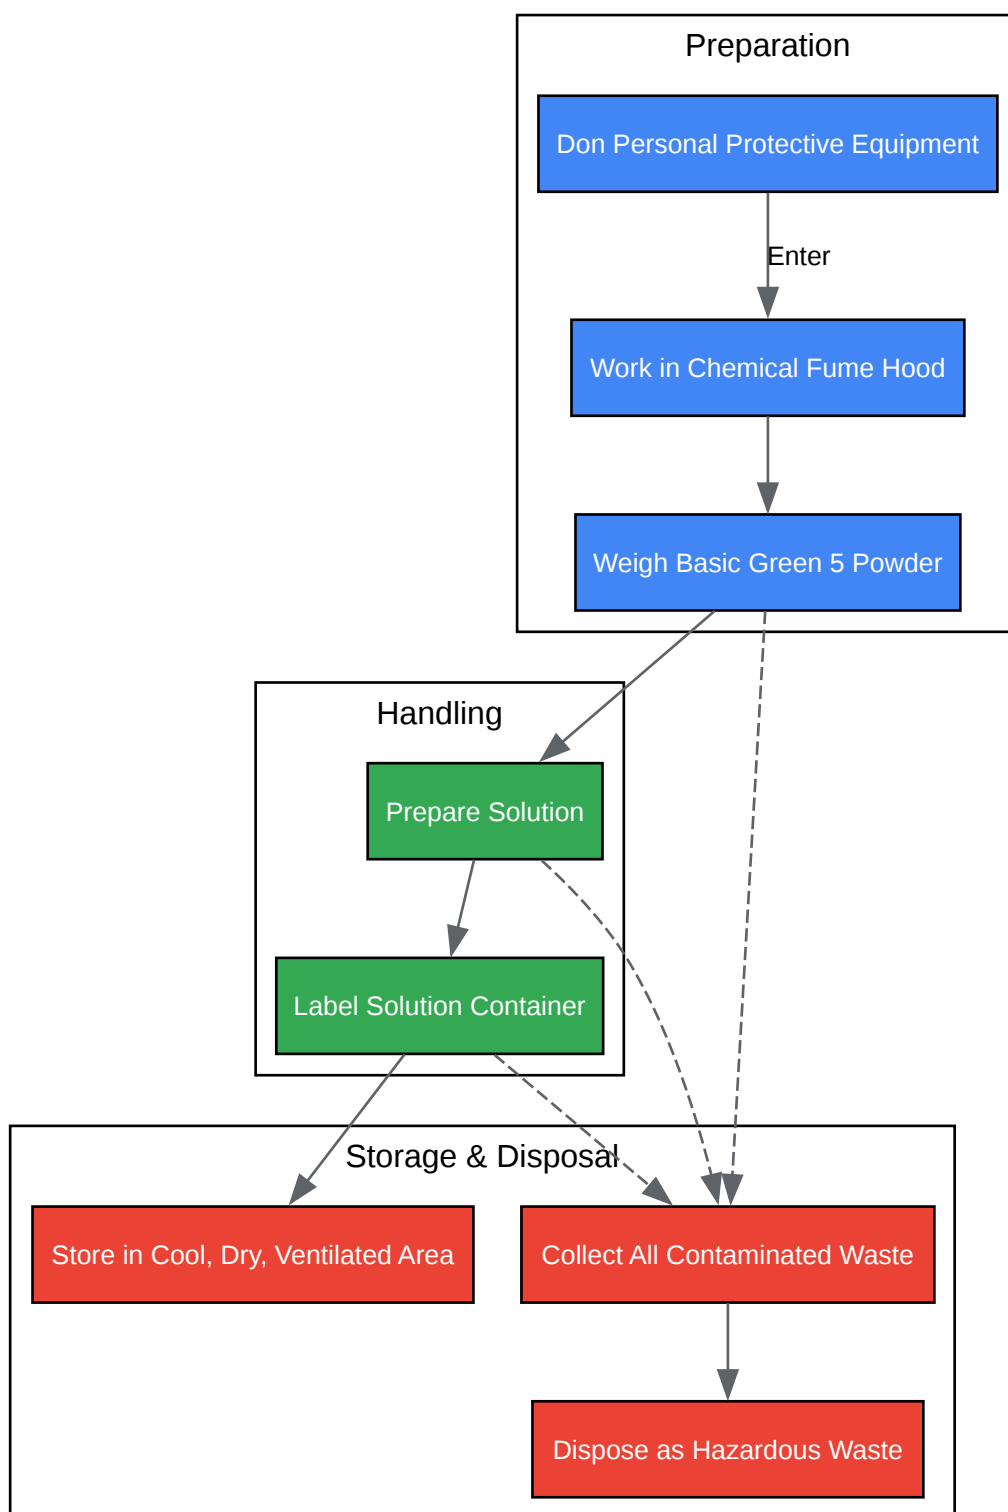 Preparation
Don Personal Protective Equipment
Enter
Work in Chemical Fume Hood
Weigh Basic Green 5 Powder
Handling
Prepare Solution
Label Solution Container
Storage & Disposal
Store in Cool, Dry, Ventilated Area
Collect All Contaminated Waste
Dispose as Hazardous Waste